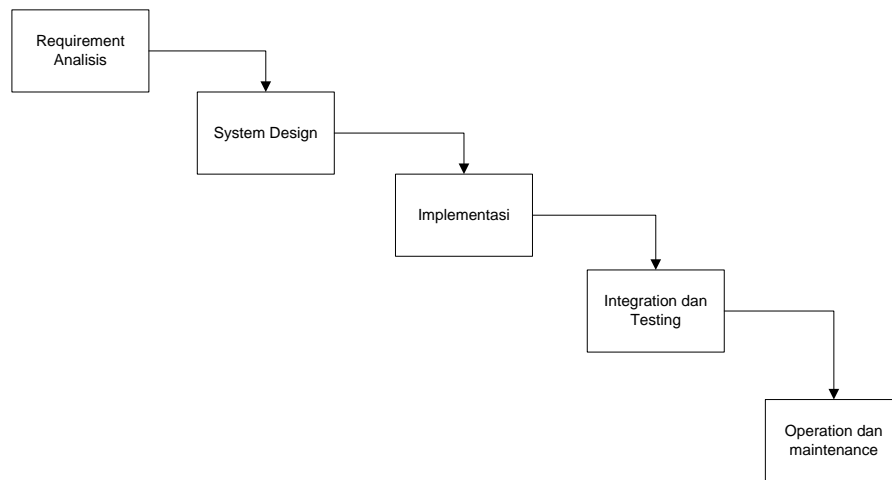 Requirement
Analisis
System Design
Implementasi
Integration dan
Testing
Operation dan
maintenance